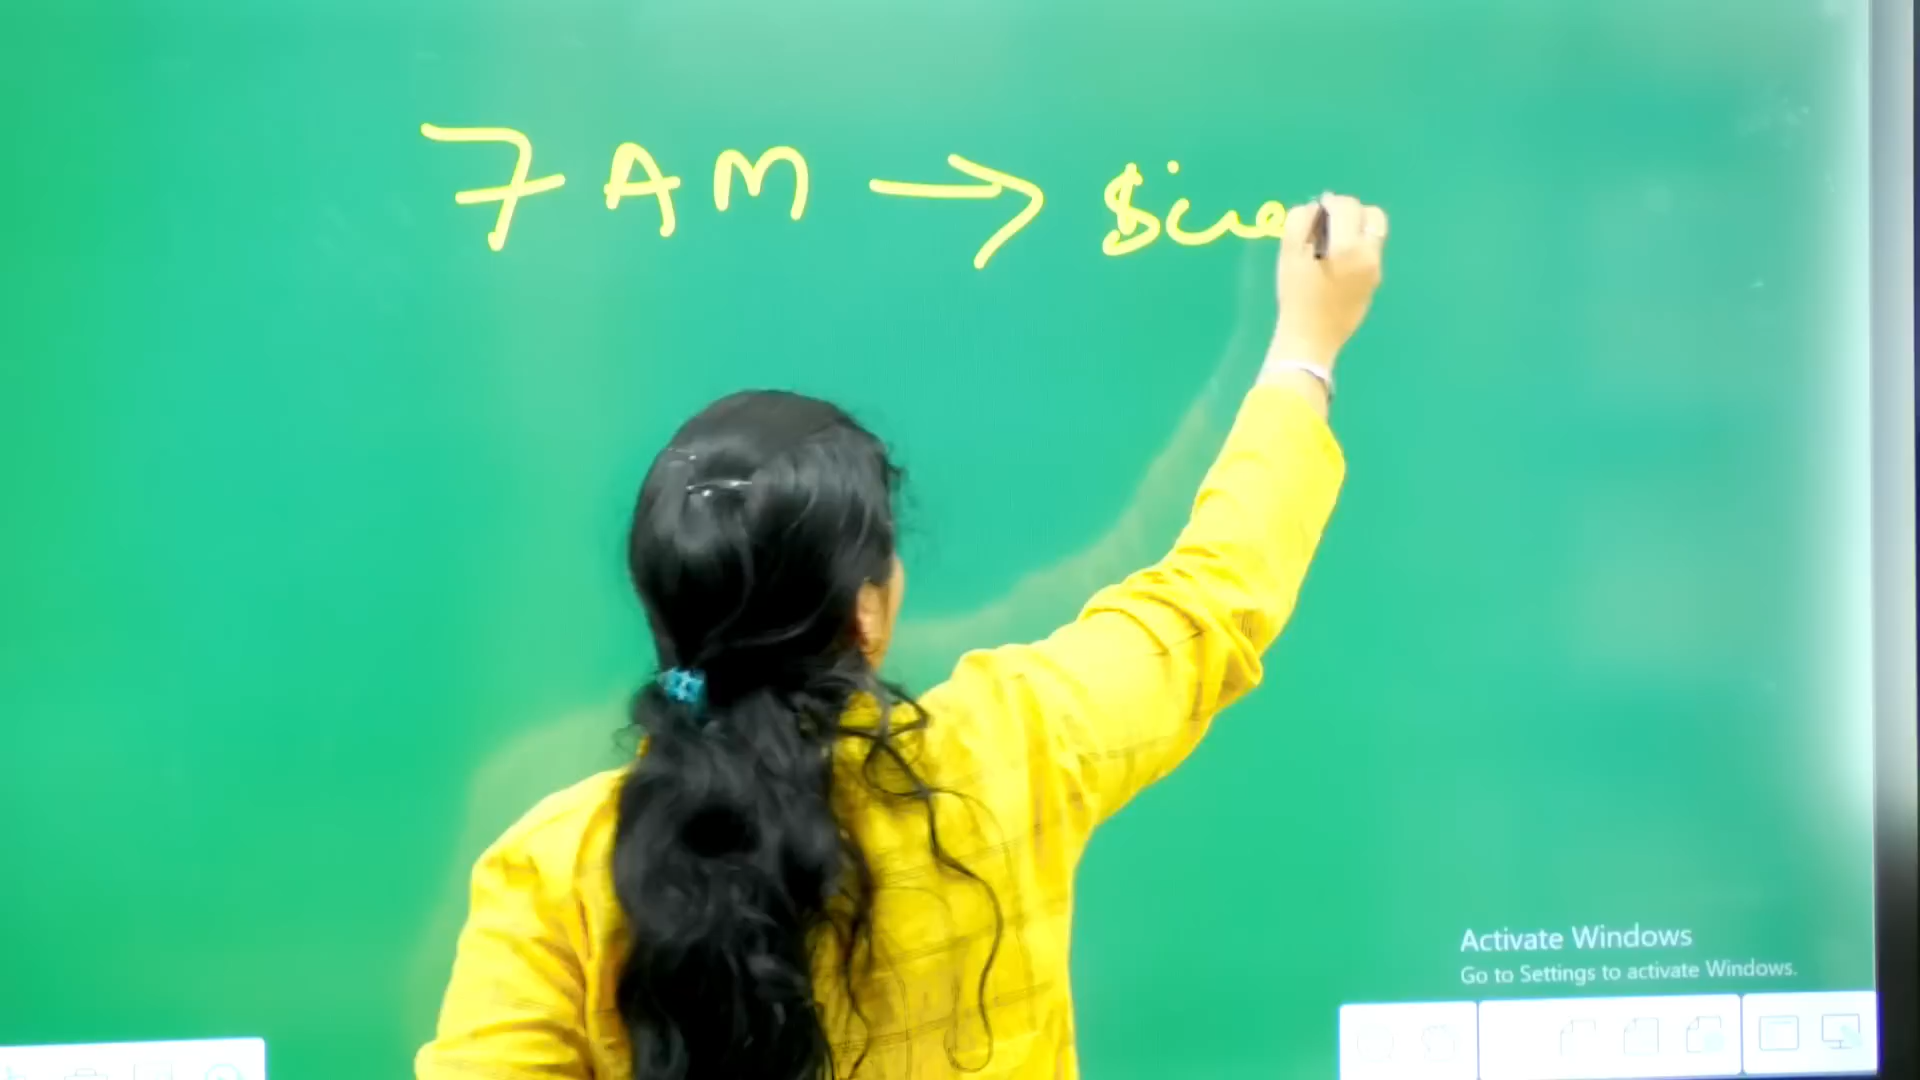 7 AM →
Activate Windows
Go to Settings to activate Windows.